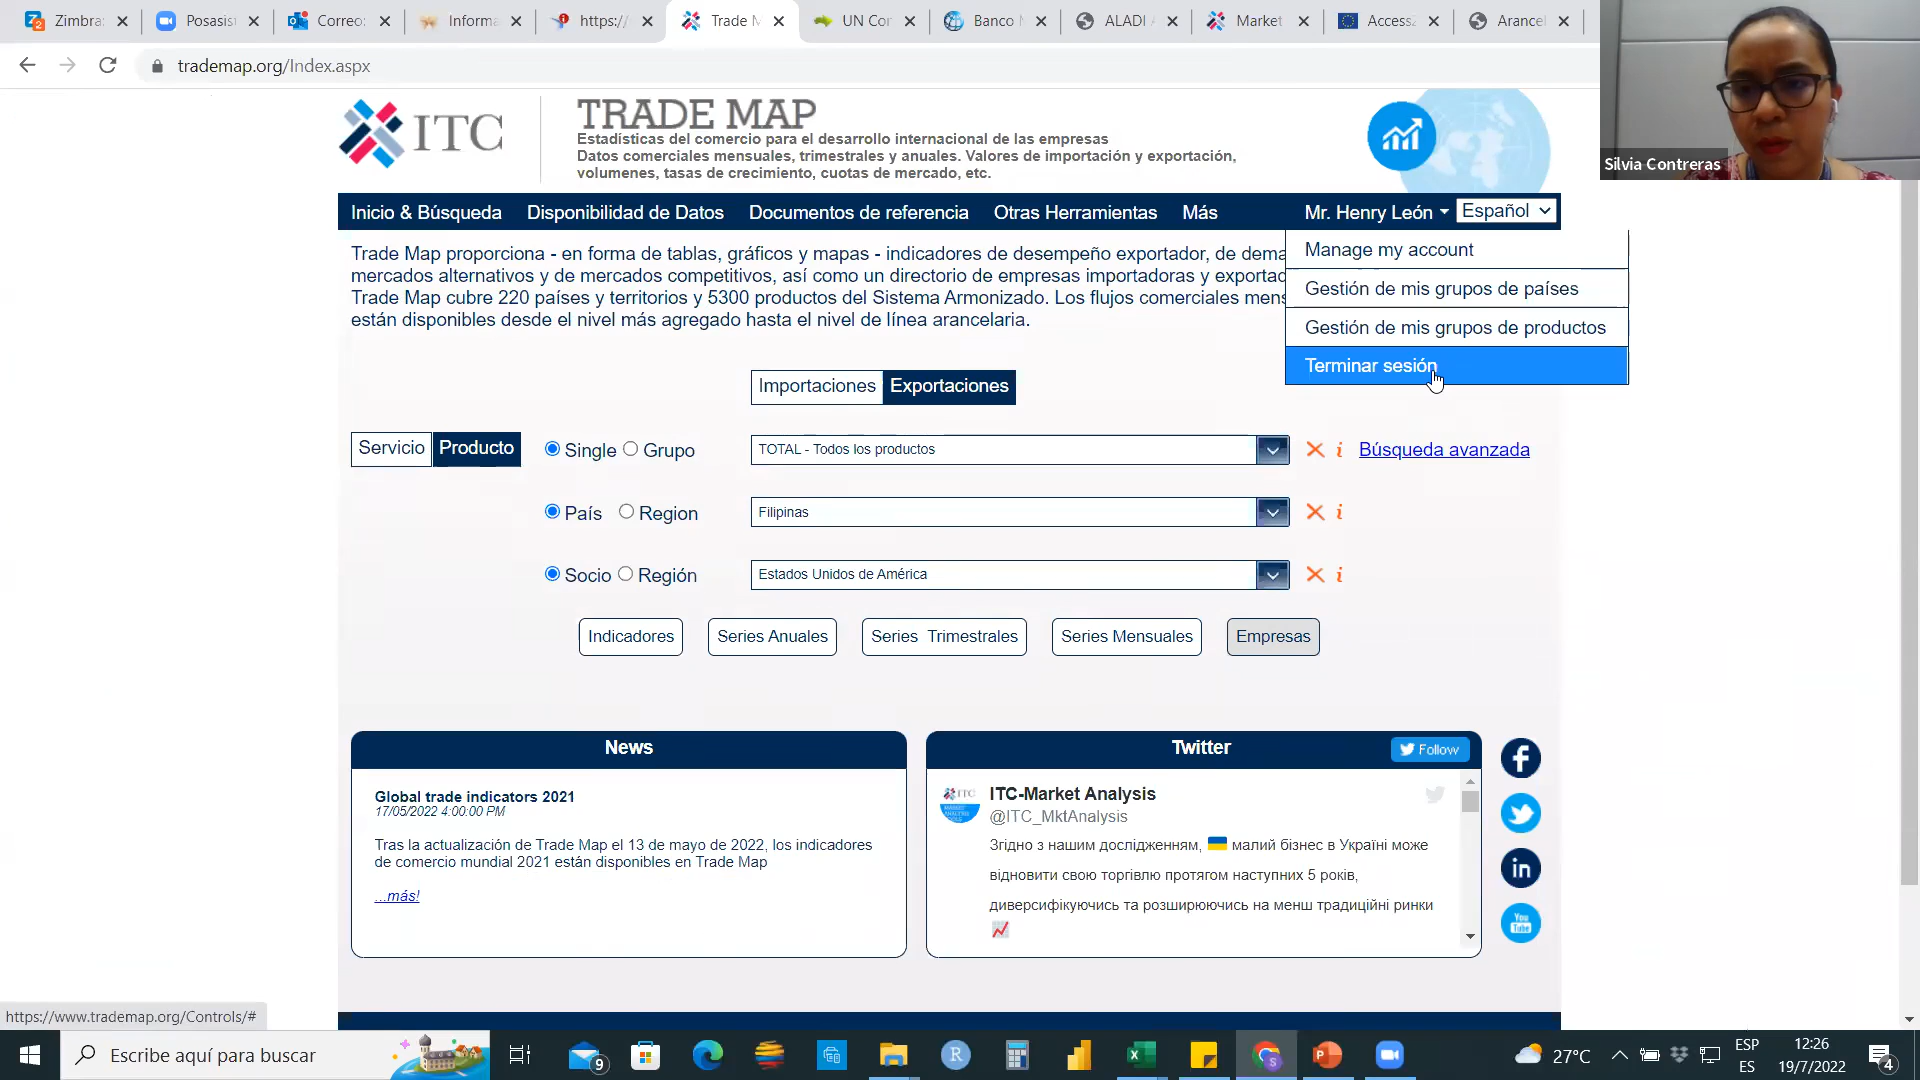 Zimbra:
Posasist
Correo:
Informa
https://
Trade M
UN Cor
Banco M
ALADI
Market
Access2
Arancel
trademap.org/Index.aspx
ITC
TRADE MAP
Estadísticas del comercio para el desarrollo internacional de las empresas
Datos comerciales mensuales, trimestrales y anuales. Valores de importación y exportación,
volumenes, tasas de crecimiento, cuotas de mercado, etc.
Silvia Contreras
Inicio & Búsqueda Disponibilidad de Datos Documentos de referencia Otras Herramientas Más Mr. Henry León Español
Manage my account
Gestión de mis grupos de países
Gestión de mis grupos de productos
Terminar sesión
Trade Map proporciona - en forma de tablas, gráficos y mapas - indicadores de desempeño exportador, de dema
mercados alternativos y de mercados competitivos, así como un directorio de empresas importadoras y exportad
Trade Map cubre 220 países y territorios y 5300 productos del Sistema Armonizado. Los flujos comerciales mens
están disponibles desde el nivel más agregado hasta el nivel de línea arancelaria.
Importaciones Exportaciones
Servicio Producto Single Grupo TOTAL - Todos los productos i Búsqueda avanzada
País Region Filipinas i
Socio Región Estados Unidos de América i
Indicadores Series Anuales Series Trimestrales Series Mensuales Empresas
News
Global trade indicators 2021
17/05/2022 4:00:00 PM
Tras la actualización de Trade Map el 13 de mayo de 2022, los indicadores
de comercio mundial 2021 están disponibles en Trade Map
...más!
Twitter Follow
ITC
MARKET
ANALYSIS
TOOLS
ITC-Market Analysis
@ITC_MktAnalysis
Згідно з нашим дослідженням, 🇺🇦 малий бізнес в Україні може
відновити свою торгівлю протягом наступних 5 років,
диверсифікуючись та розширюючись на менш традиційні ринки
📈
You
Tube
https://www.trademap.org/Controls/#
Escribe aquí para buscar
9
27°C
ESP
ES
12:26
19/7/2022
4